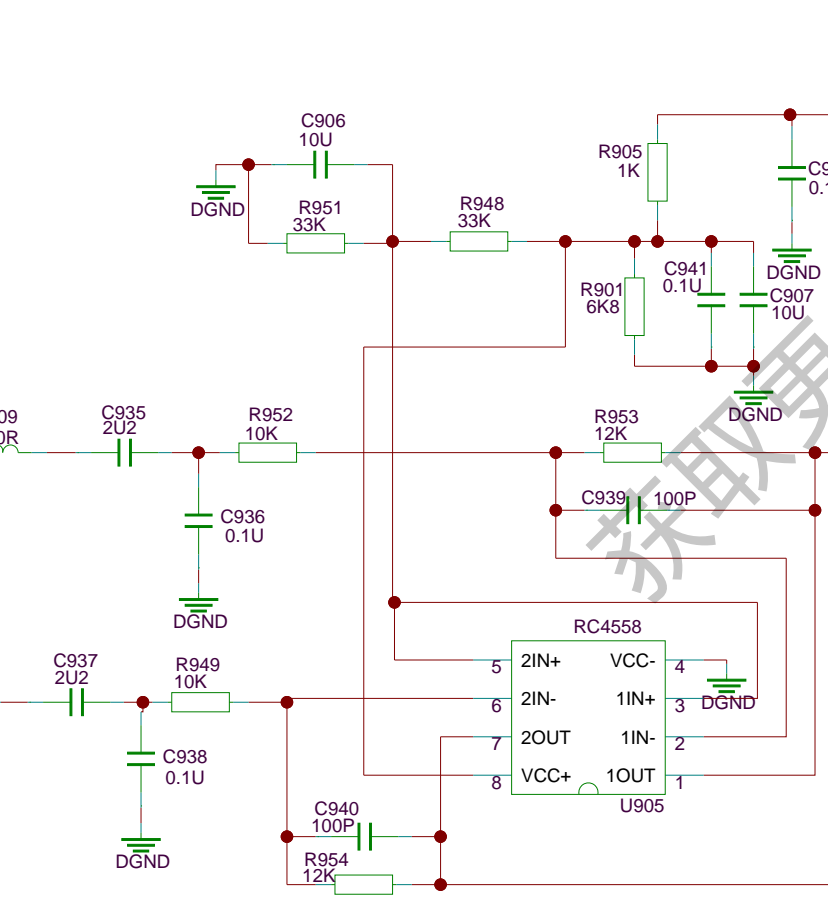 C906
10U
R905
1K
DGND
R951
33K
R948
33K
DGND
C941
0.1U
R901
6K8
C907
10U
DGND
C935
2U2
R952
10K
R953
12K
C939
100P
C936
0.1U
DGND
获取更
RC4558
C937
2U2
R949
10K
5
2IN+
VCC-
4
6
2IN-
1IN+
3
DGND
7
2OUT
1IN-
2
8
VCC+
1OUT
1
U905
C938
0.1U
DGND
C940
100P
R954
12K